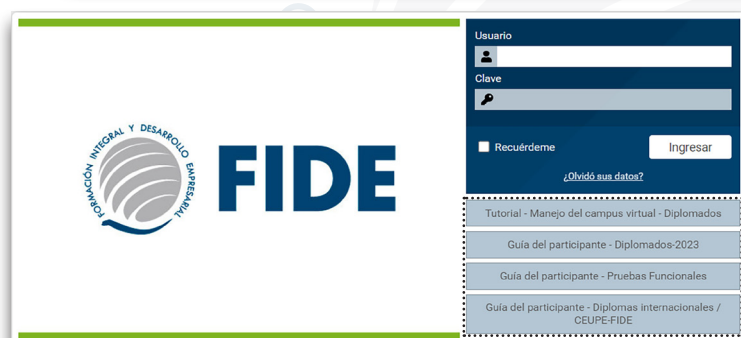 FORMACIÓN INTEGRAL Y DESARROLLO EMPRESARIAL
FIDE
Usuario
Clave
Recuérdeme
Ingresar
¿Olvidó sus datos?
Tutorial - Manejo del campus virtual - Diplomados
Guía del participante - Diplomados-2023
Guía del participante - Pruebas Funcionales
Guía del participante - Diplomas internacionales /
CEUPE-FIDE